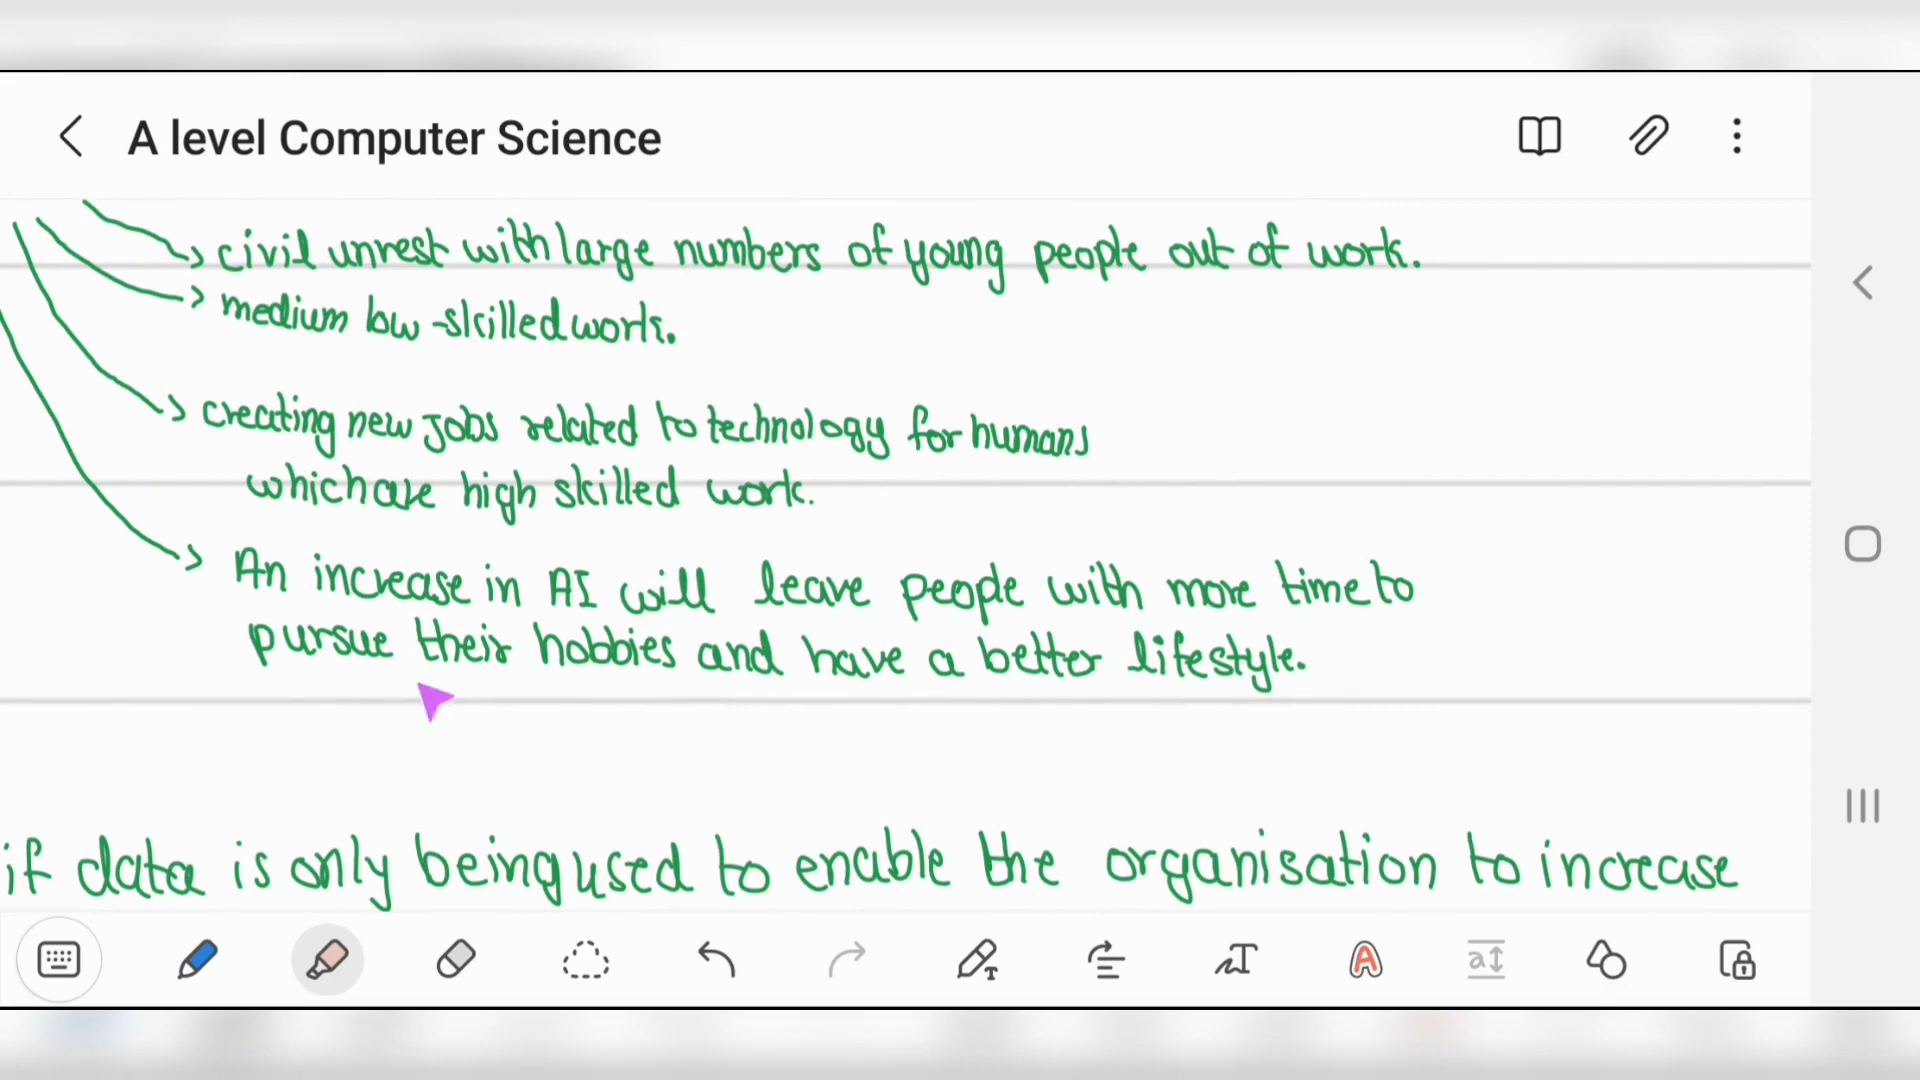 A level Computer Science
civil unrest with large numbers of young people out of work.
medium low-skilled work.
creating new jobs related to technology for humans
which are high skilled work.
An increase in AI will leave people with more time to
pursue their hobbies and have a better lifestyle.
if data is only being used to enable the organisation to increase